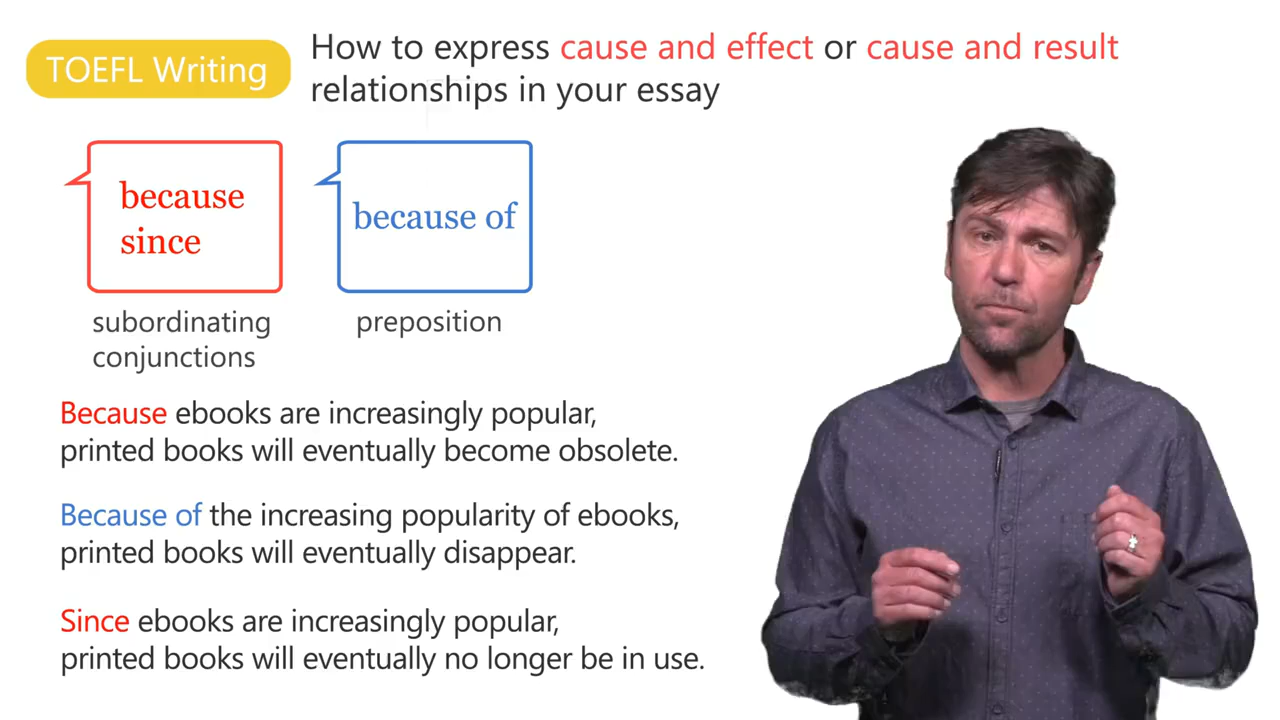 TOEFL Writing
How to express cause and effect or cause and result
relationships in your essay
because
since
because of
subordinating
conjunctions
preposition
Because ebooks are increasingly popular,
printed books will eventually become obsolete.
Because of the increasing popularity of ebooks,
printed books will eventually disappear.
Since ebooks are increasingly popular,
printed books will eventually no longer be in use.